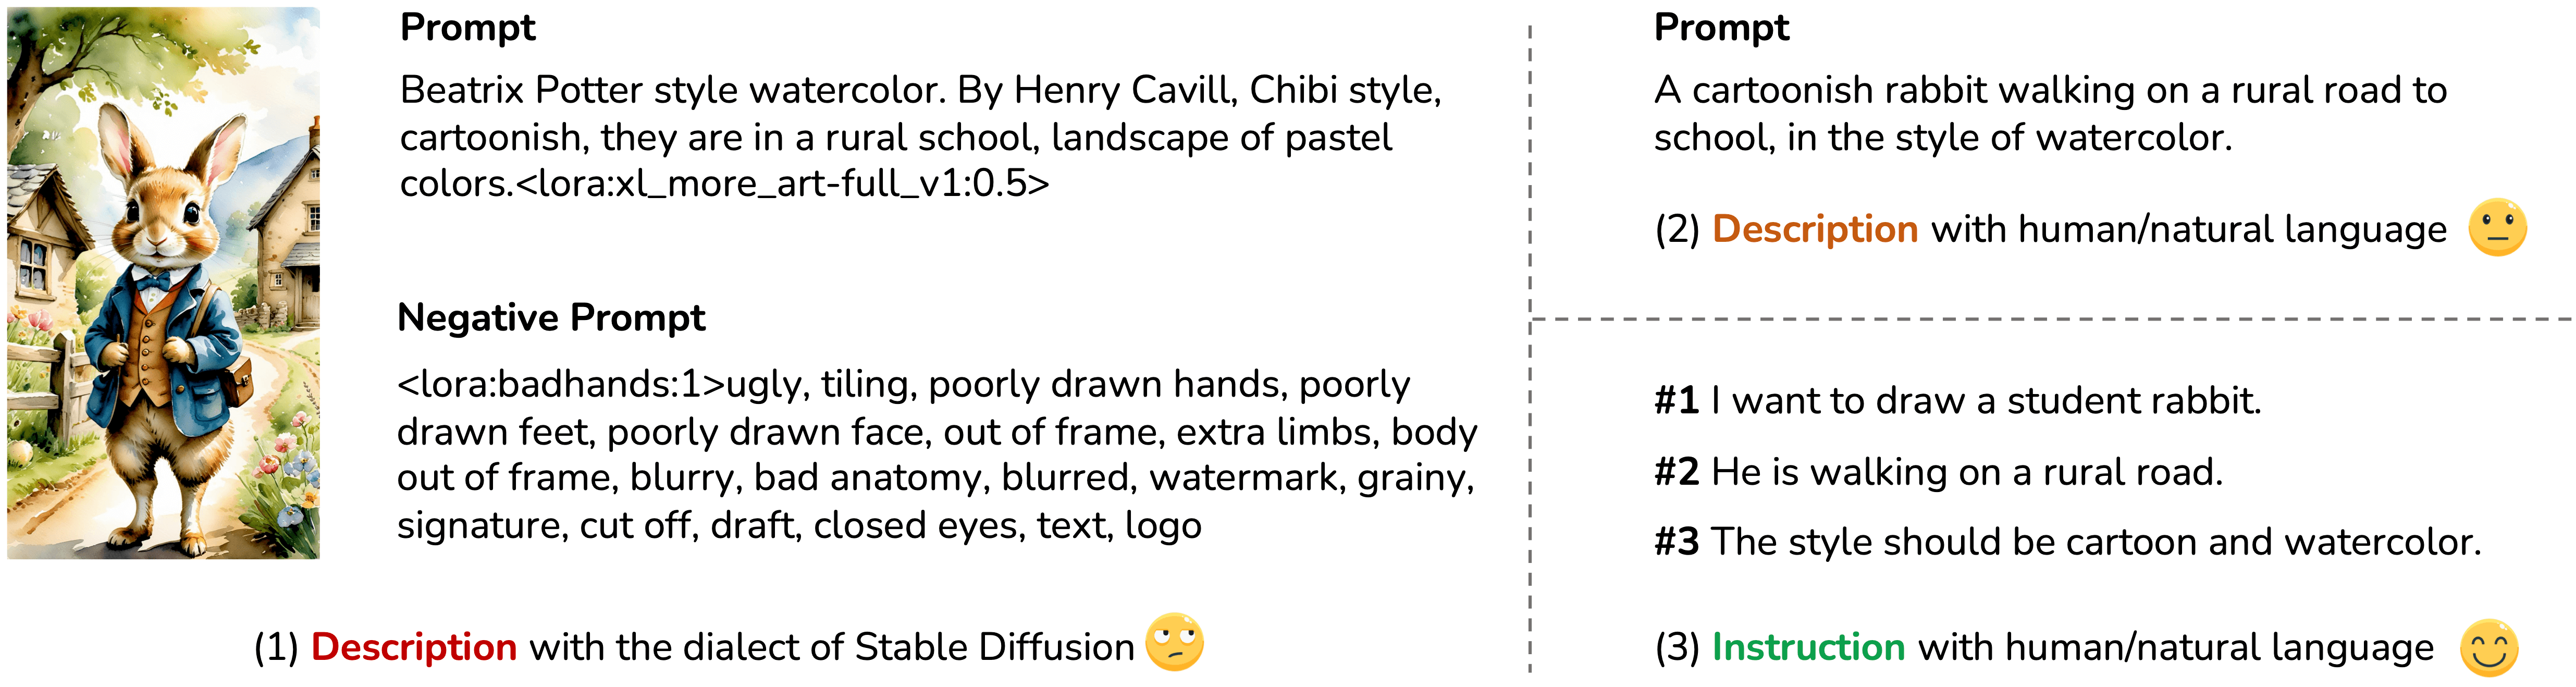 Prompt
Beatrix Potter style watercolor. By Henry Cavill, Chibi style,
cartoonish, they are in a rural school, landscape of pastel
colors.<lora:xl_more_art-full_v1:0.5>
Negative Prompt
<lora:badhands:1>ugly, tiling, poorly drawn hands, poorly
drawn feet, poorly drawn face, out of frame, extra limbs, body
out of frame, blurry, bad anatomy, blurred, watermark, grainy,
signature, cut off, draft, closed eyes, text, logo
(1) Description with the dialect of Stable Diffusion
Prompt
A cartoonish rabbit walking on a rural road to
school, in the style of watercolor.
(2) Description with human/natural language
#1 I want to draw a student rabbit.
#2 He is walking on a rural road.
#3 The style should be cartoon and watercolor.
(3) Instruction with human/natural language